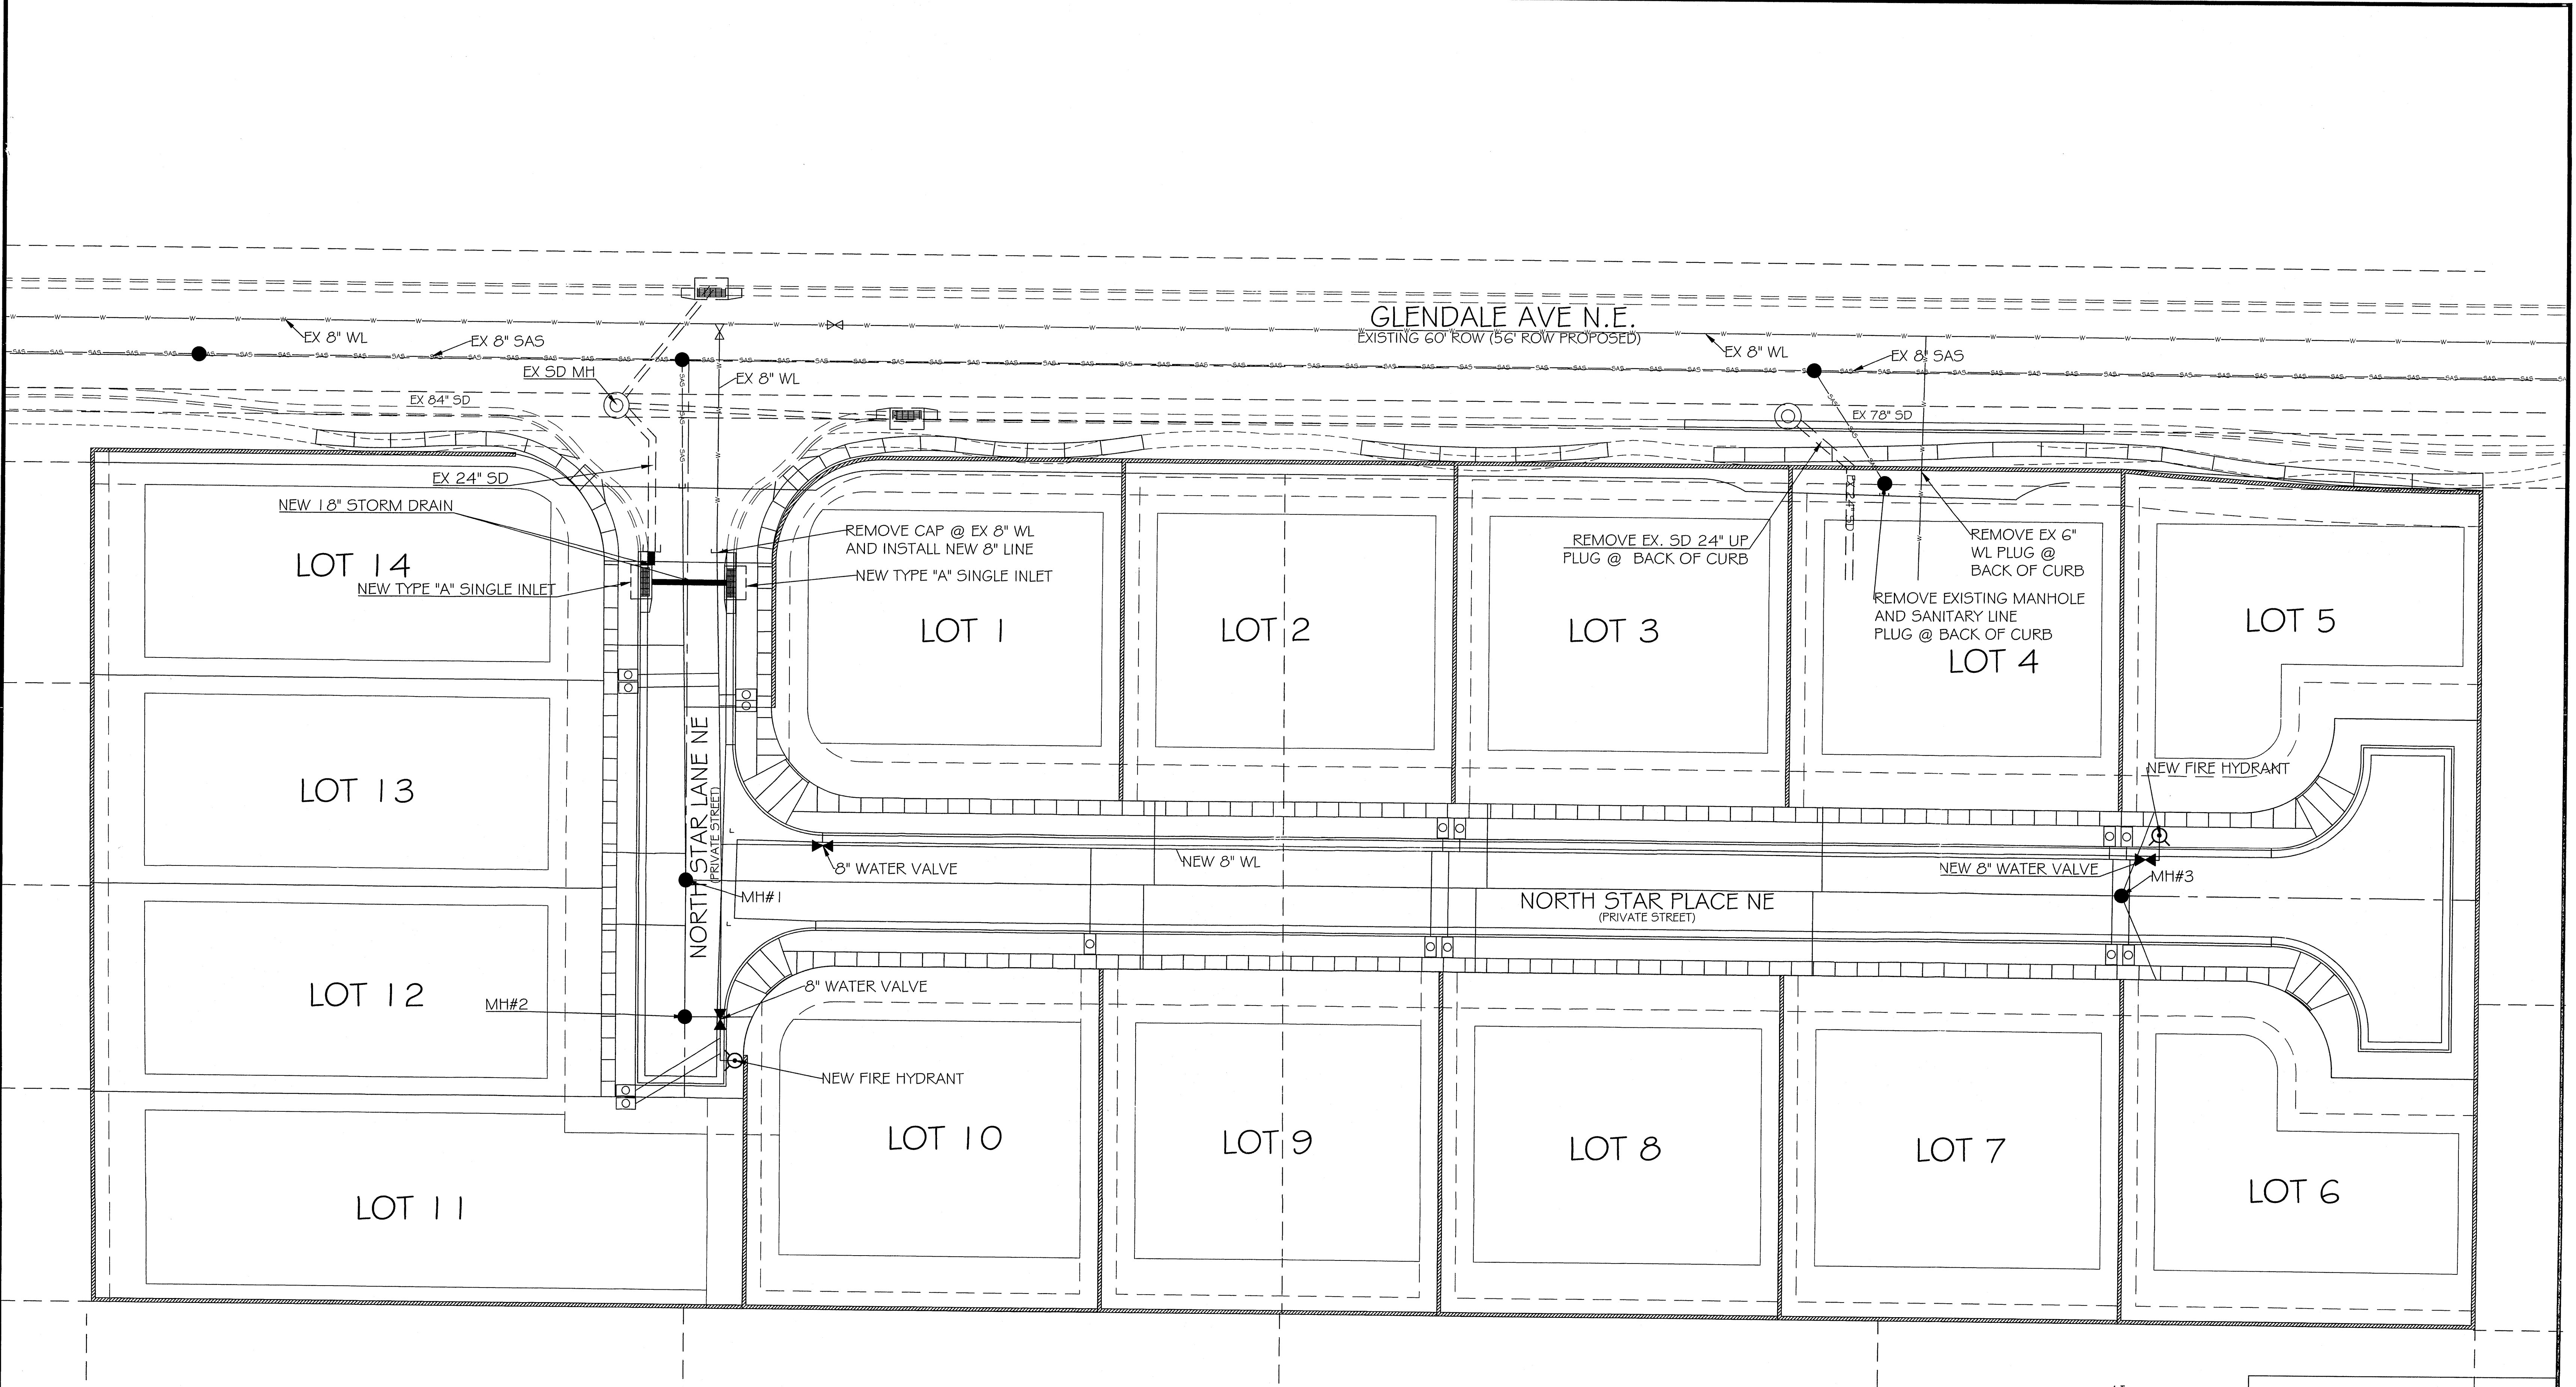 GLENDALE AVE N.E.
EXISTING 60' ROW (56' ROW PROPOSED)
EX 8" WL
EX 8" SAS
EX 8" WL
EX 8" SAS
EX SD MH
EX 8" WL
EX 84" SD
EX 78" SD
EX 24" SD
EX 24" SD
NEW 18" STORM DRAIN
REMOVE CAP @ EX 8" WL
AND INSTALL NEW 8" LINE
REMOVE EX. SD 24" UP
PLUG @ BACK OF CURB
REMOVE EX 6"
WL PLUG @
BACK OF CURB
NEW TYPE "A" SINGLE INLET
NEW TYPE "A" SINGLE INLET
REMOVE EXISTING MANHOLE
AND SANITARY LINE
PLUG @ BACK OF CURB
LOT 14
LOT 1
LOT 2
LOT 3
LOT 4
LOT 5
LOT 13
NORTH STAR LANE NE
(PRIVATE STREET)
NEW FIRE HYDRANT
8" WATER VALVE
NEW 8" WL
NEW 8" WATER VALVE
MH#3
MH#1
NORTH STAR PLACE NE
(PRIVATE STREET)
LOT 12
MH#2
8" WATER VALVE
NEW FIRE HYDRANT
LOT 11
LOT 10
LOT 9
LOT 8
LOT 7
LOT 6